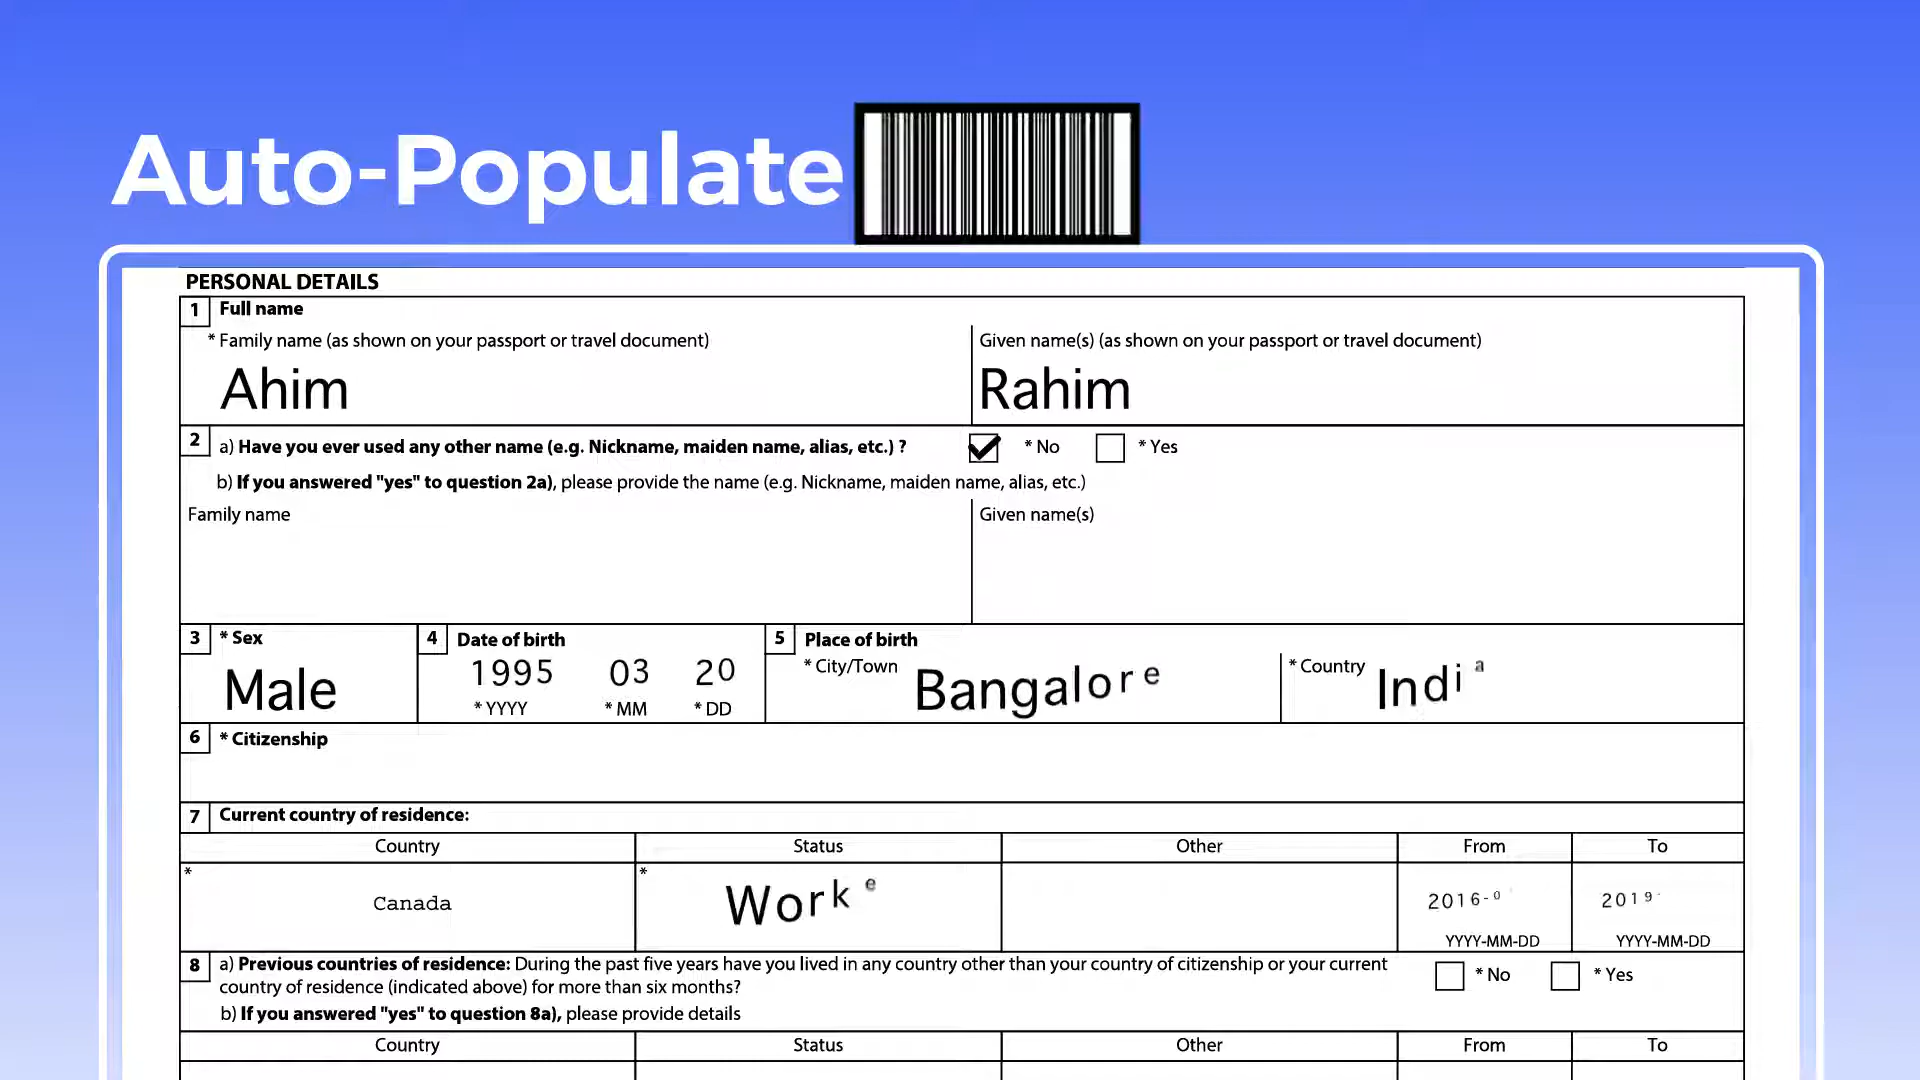 Auto-Populate
PERSONAL DETAILS
1 Full name
* Family name (as shown on your passport or travel document) Given name(s) (as shown on your passport or travel document)
Ahim Rahim
2 a) Have you ever used any other name (e.g. Nickname, maiden name, alias, etc.) ? * No * Yes
b) If you answered "yes" to question 2a), please provide the name (e.g. Nickname, maiden name, alias, etc.)
Family name Given name(s)
3 * Sex 4 Date of birth 5 Place of birth
Male 1995 03 20 * City/Town Bangalore * Country India
* YYYY * MM * DD
6 * Citizenship
7 Current country of residence:
Country Status Other From To
* Canada * Worke 2016-0 2019-
YYYY-MM-DD YYYY-MM-DD
8 a) Previous countries of residence: During the past five years have you lived in any country other than your country of citizenship or your current * No * Yes
country of residence (indicated above) for more than six months?
b) If you answered "yes" to question 8a), please provide details
Country Status Other From To